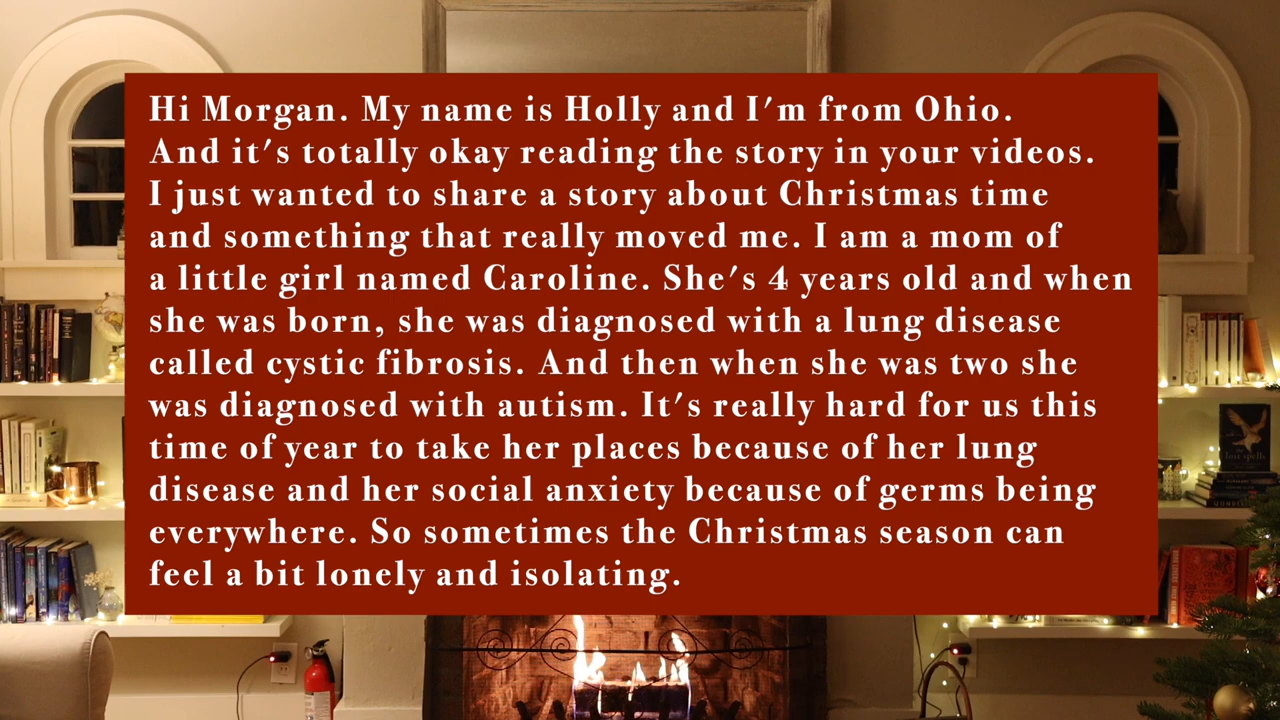 Hi Morgan. My name is Holly and I'm from Ohio.
And it's totally okay reading the story in your videos.
I just wanted to share a story about Christmas time
and something that really moved me. I am a mom of
a little girl named Caroline. She's 4 years old and when
she was born, she was diagnosed with a lung disease
called cystic fibrosis. And then when she was two she
was diagnosed with autism. It's really hard for us this
time of year to take her places because of her lung
disease and her social anxiety because of germs being
everywhere. So sometimes the Christmas season can
feel a bit lonely and isolating.
lost spells